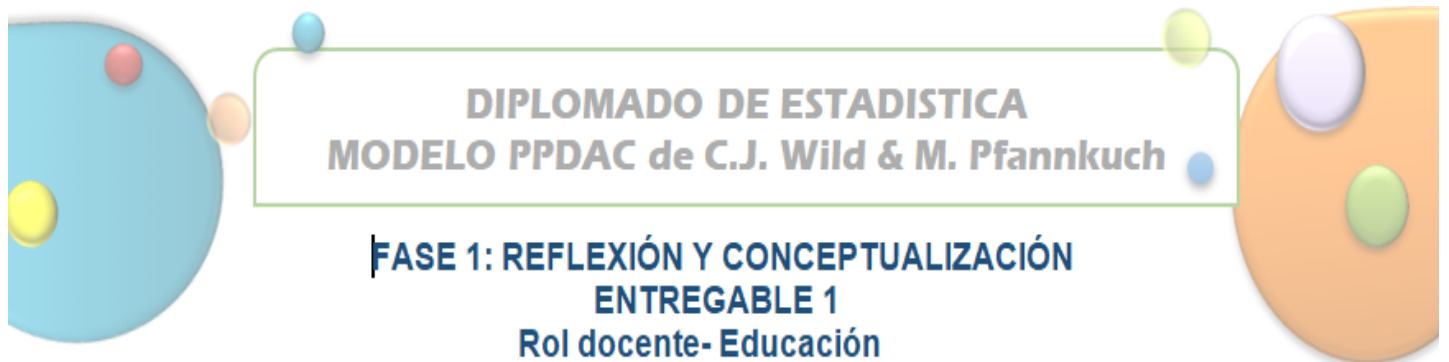 DIPLOMADO DE ESTADISTICA
MODELO PPDAC de C.J. Wild & M. Pfannkuch
FASE 1: REFLEXIÓN Y CONCEPTUALIZACIÓN
ENTREGABLE 1
Rol docente- Educación